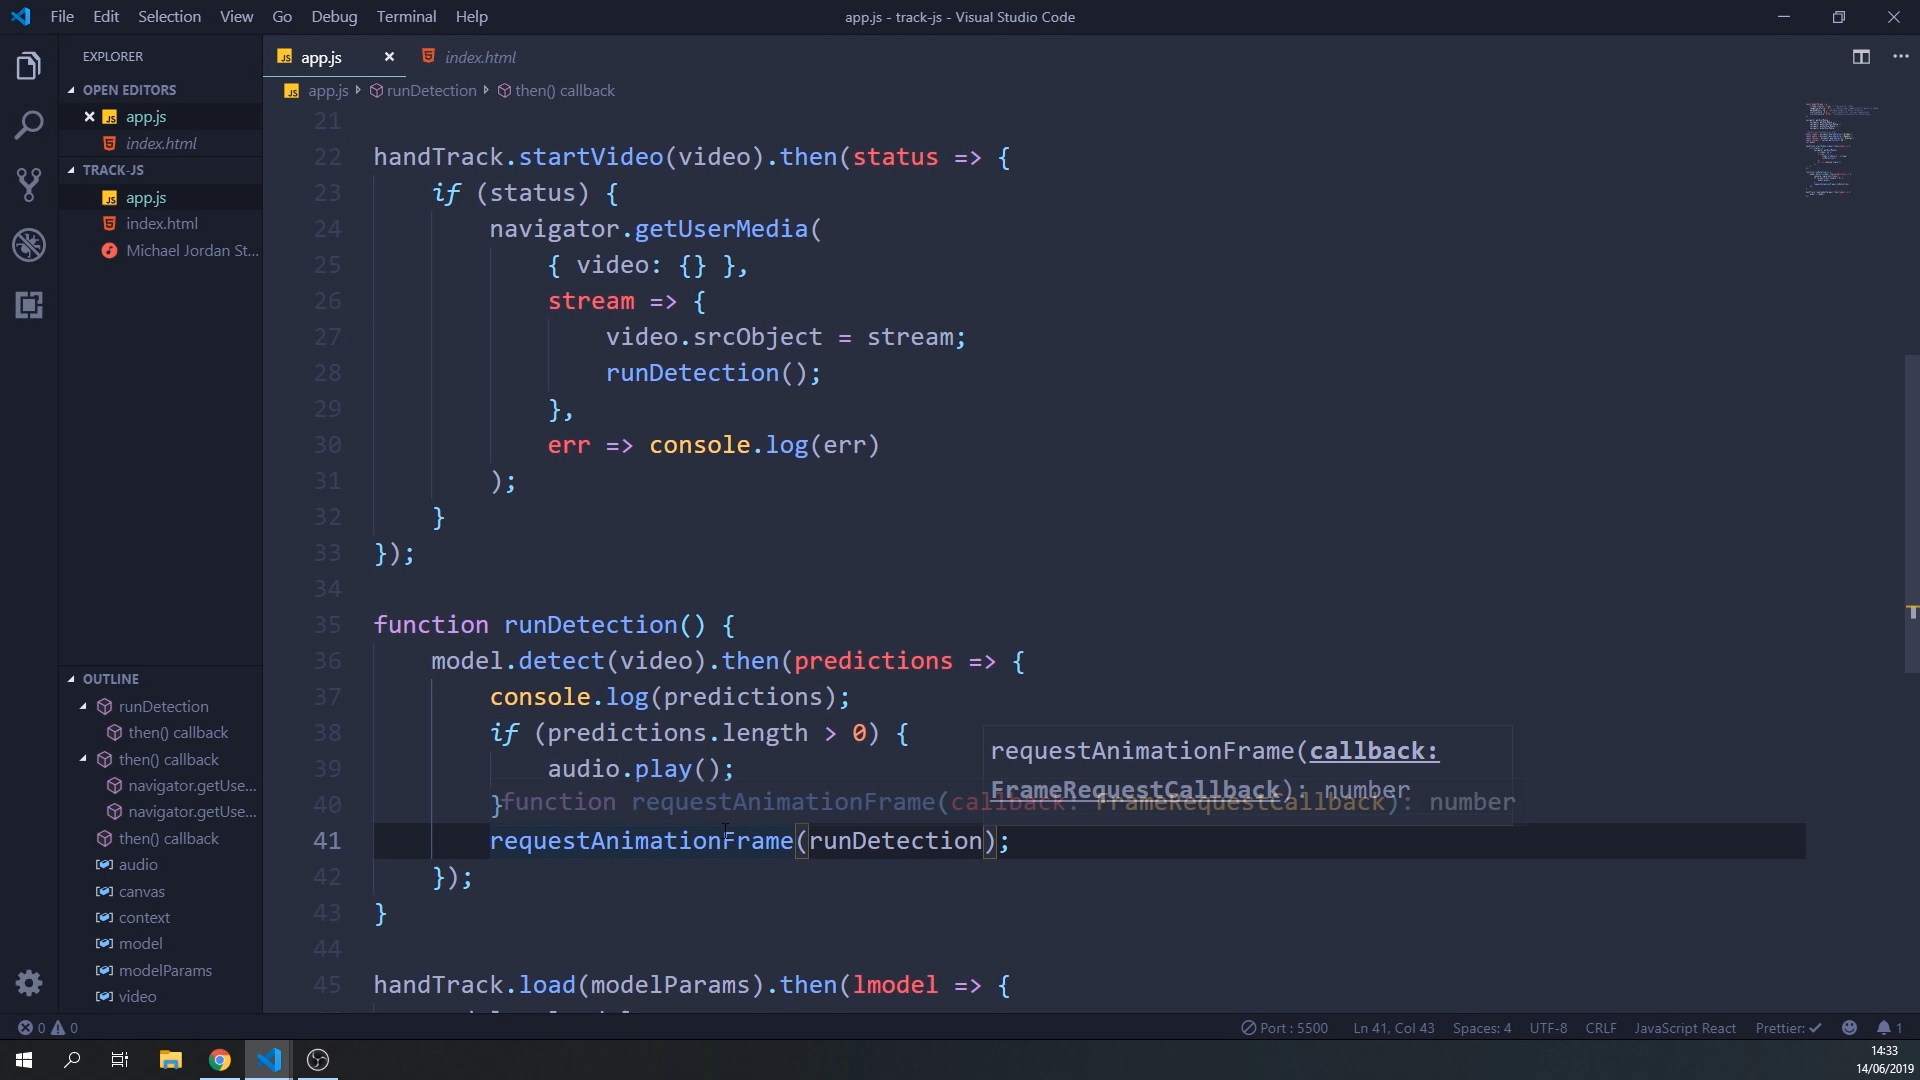 File Edit Selection View Go Debug Terminal Help
app.js - track-js - Visual Studio Code
EXPLORER
OPEN EDITORS
app.js
index.html
TRACK-JS
app.js
index.html
Michael Jordan St...
OUTLINE
runDetection
then() callback
then() callback
navigator.getUse...
navigator.getUse...
then() callback
audio
canvas
context
model
modelParams
video
JS app.js
index.html
JS app.js runDetection then() callback
21
22 handTrack.startVideo(video).then(status => {
23 if (status) {
24 navigator.getUserMedia(
25 { video: {} },
26 stream => {
27 video.srcObject = stream;
28 runDetection();
29 },
30 err => console.log(err)
31 );
32 }
33 });
34
35 function runDetection() {
36 model.detect(video).then(predictions => {
37 console.log(predictions);
38 if (predictions.length > 0) {
39 audio.play();
requestAnimationFrame(callback:
FrameRequestCallback): number
40 }
function requestAnimationFrame(callback: FrameRequestCallback): number
41 requestAnimationFrame(runDetection);
42 });
43 }
44
45 handTrack.load(modelParams).then(lmodel => {
0 0
Port : 5500 Ln 41, Col 43 Spaces: 4 UTF-8 CRLF JavaScript React Prettier: ✓ 1
14:33
14/06/2019